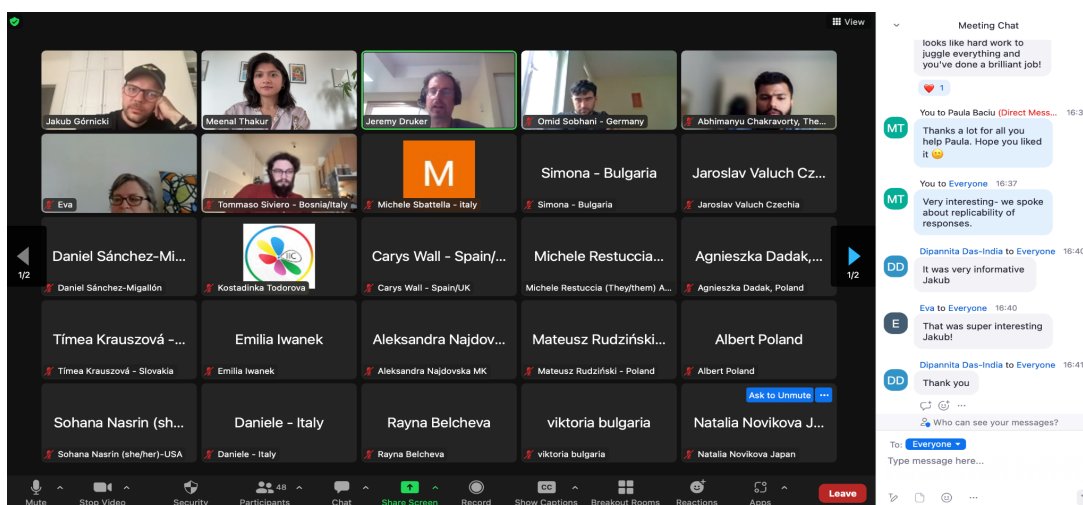 View
Jakub Górnicki
Meenal Thakur
Jeremy Druker
Omid Sobhani - Germany
Abhimanyu Chakravorty, The...
M
Simona - Bulgaria
Jaroslav Valuch Cz...
Eva
Tommaso Siviero - Bosnia/Italy
Michele Sbattella - italy
Simona - Bulgaria
Jaroslav Valuch Czechia
1/2
Daniel Sánchez-Mi...
Carys Wall - Spain/...
Michele Restuccia...
Agnieszka Dadak,...
1/2
Daniel Sánchez-Migallón
Kostadinka Todorova
Carys Wall - Spain/UK
Michele Restuccia (They/them) A...
Agnieszka Dadak, Poland
Tímea Krauszová -...
Emilia Iwanek
Aleksandra Najdov...
Mateusz Rudziński...
Albert Poland
Tímea Krauszová - Slovakia
Emilia Iwanek
Aleksandra Najdovska MK
Mateusz Rudziński - Poland
Albert Poland
Ask to Unmute
Sohana Nasrin (sh...
Daniele - Italy
Rayna Belcheva
viktoria bulgaria
Natalia Novikova J...
Sohana Nasrin (she/her)-USA
Daniele - Italy
Rayna Belcheva
viktoria bulgaria
Natalia Novikova Japan
Mute
Stop Video
Security
48
Participants
Chat
Share Screen
Record
CC
Show Captions
Breakout Rooms
Reactions
Apps
Leave
Meeting Chat
looks like hard work to
juggle everything and
you've done a brilliant job!
1
You to Paula Baciu (Direct Mess... 16:3
MT
Thanks a lot for all you
help Paula. Hope you liked
it
You to Everyone 16:37
MT
Very interesting- we spoke
about replicability of
responses.
Dipannita Das-India to Everyone 16:40
DD
It was very informative
Jakub
Eva to Everyone 16:40
E
That was super interesting
Jakub!
Dipannita Das-India to Everyone 16:41
DD
Thank you
Who can see your messages?
To: Everyone
Type message here...